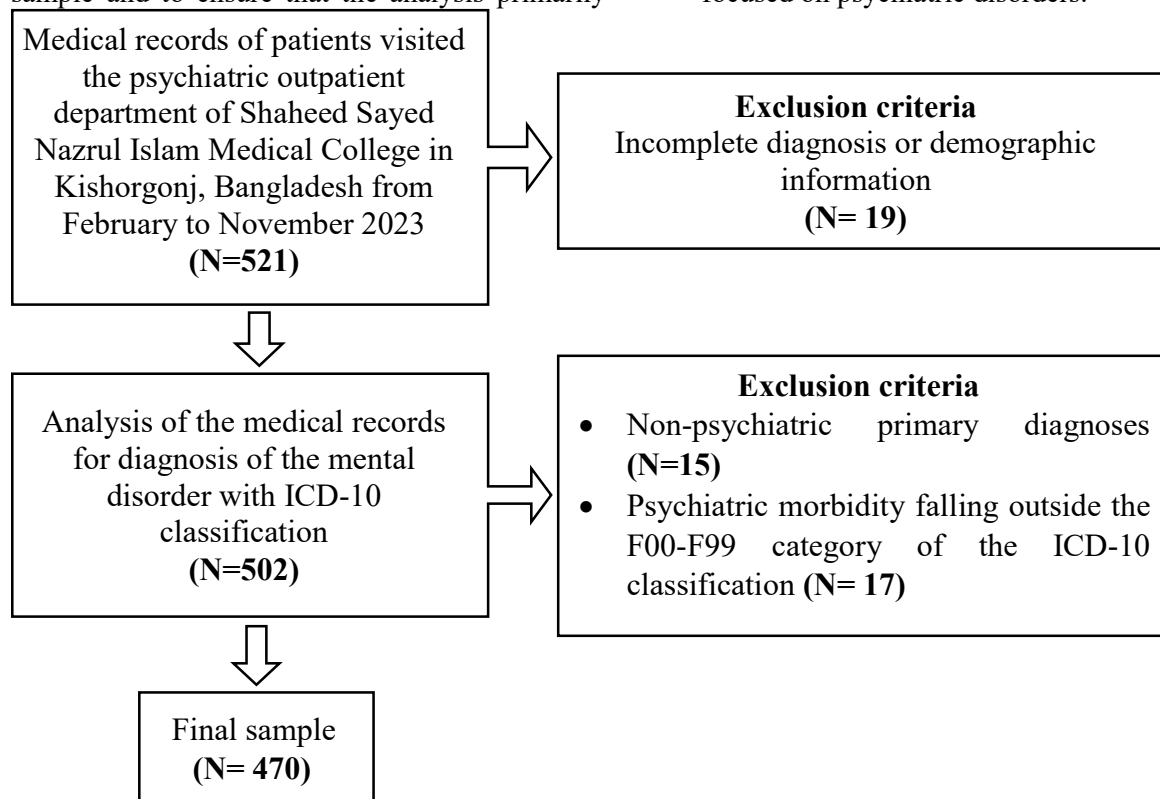 sample and to ensure that the analysis primarily
focused on psychiatric disorders.
Medical records of patients visited
the psychiatric outpatient
department of Shaheed Sayed
Nazrul Islam Medical College in
Kishorgonj, Bangladesh from
February to November 2023
(N=521)
Exclusion criteria
Incomplete diagnosis or demographic
information
(N= 19)
Analysis of the medical records
for diagnosis of the mental
disorder with ICD-10
classification
(N=502)
Exclusion criteria
• Non-psychiatric primary diagnoses
(N=15)
• Psychiatric morbidity falling outside the
F00-F99 category of the ICD-10
classification (N= 17)
Final sample
(N= 470)